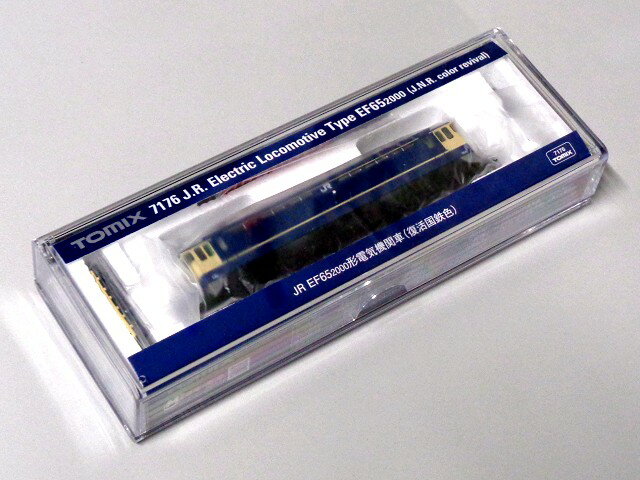 TOMIX 7176 J.R. Electric Locomotive Type EF652000 (J.N.R. color revival)
7176
TOMIX
JR
JR EF652000形電気機関車(復活国鉄色)